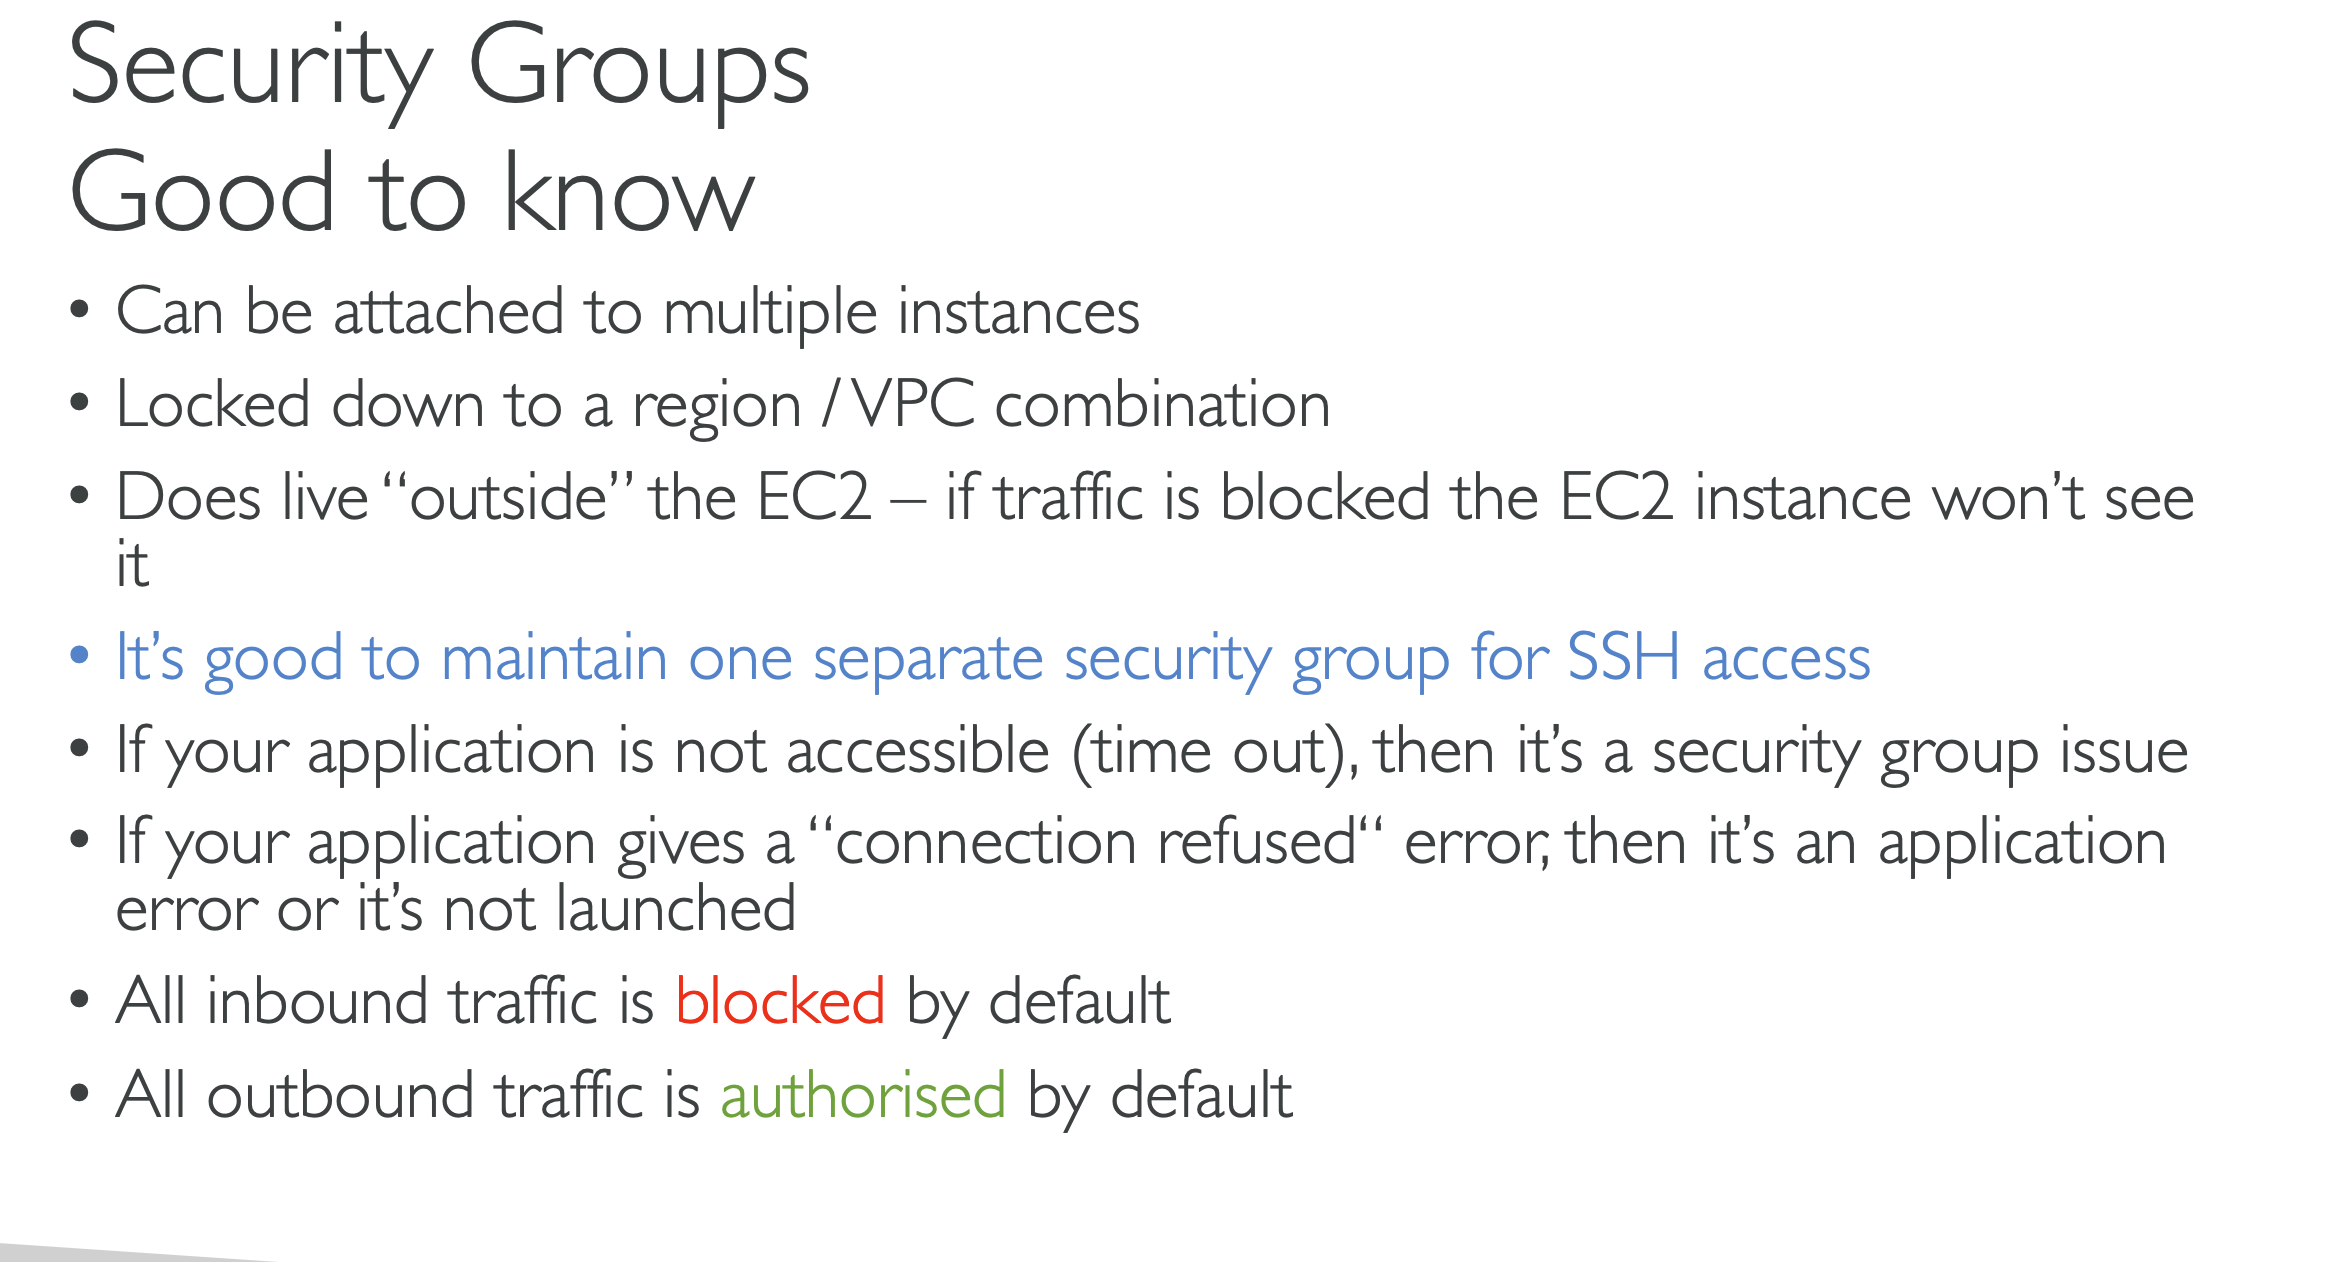 Security Groups
Good to know
• Can be attached to multiple instances
• Locked down to a region / VPC combination
• Does live “outside” the EC2 – if traffic is blocked the EC2 instance won’t see
it
• It’s good to maintain one separate security group for SSH access
• If your application is not accessible (time out), then it’s a security group issue
• If your application gives a “connection refused“ error, then it’s an application
error or it’s not launched
• All inbound traffic is blocked by default
• All outbound traffic is authorised by default